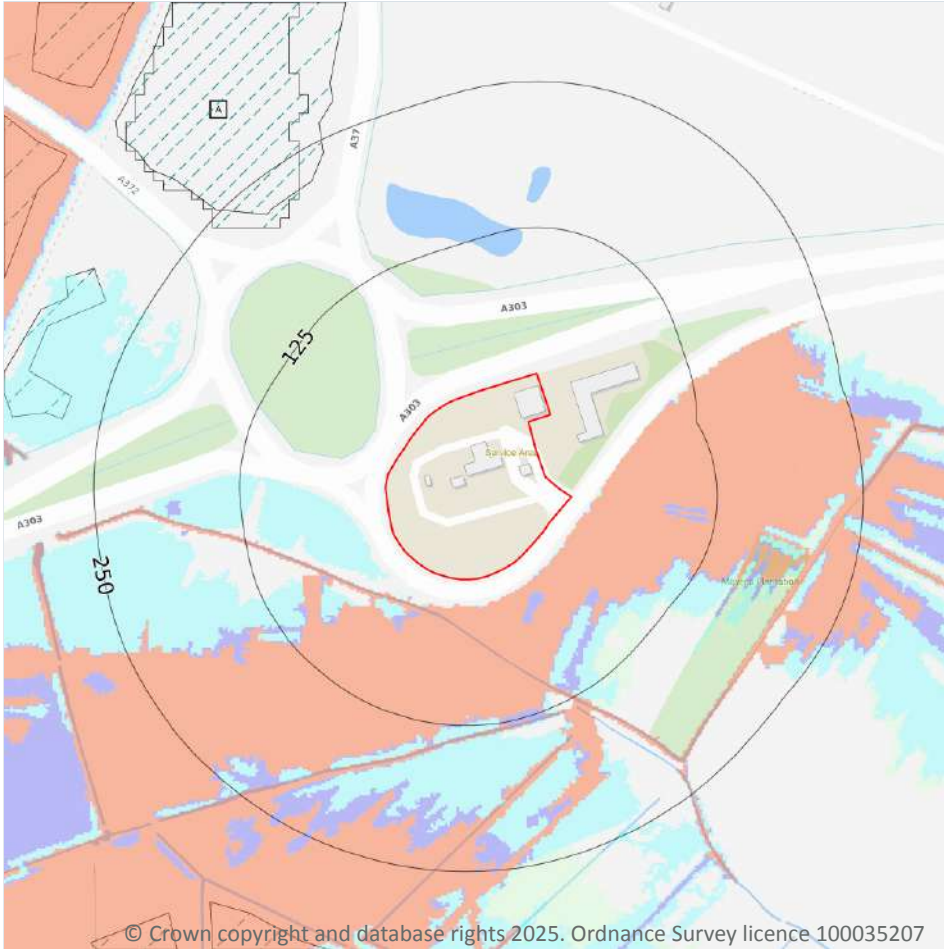 A
A37
A372
A303
125
A303
Service Area
A303
250
© Crown copyright and database rights 2025. Ordnance Survey licence 100035207